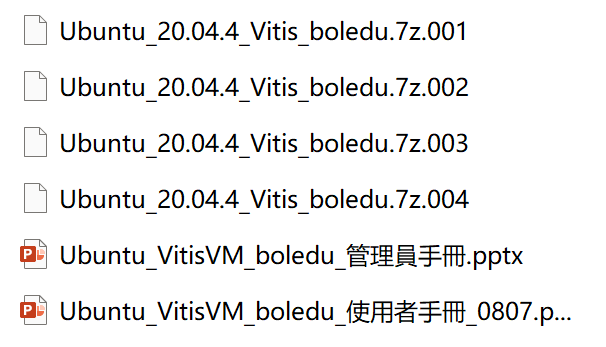 Ubuntu_20.04.4_Vitis_boledu.7z.001
Ubuntu_20.04.4_Vitis_boledu.7z.002
Ubuntu_20.04.4_Vitis_boledu.7z.003
Ubuntu_20.04.4_Vitis_boledu.7z.004
Ubuntu_VitisVM_boledu_管理員手冊.pptx
Ubuntu_VitisVM_boledu_使用者手冊_0807.p...